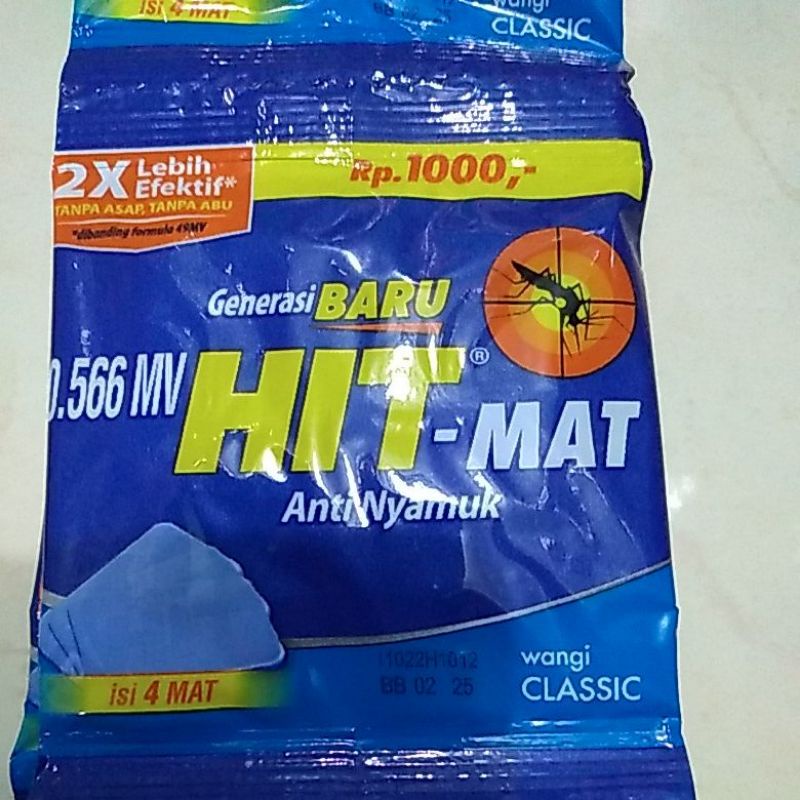 isi 4 MAT
wangi
CLASSIC
2X Lebih Efektif*
TANPA ASAP, TANPA ABU
*dibanding formula 49MV
Rp.1000,-
Generasi BARU
0.566 MV HIT®-MAT
Anti Nyamuk
isi 4 MAT
11022H1012
BB 02 25
wangi
CLASSIC